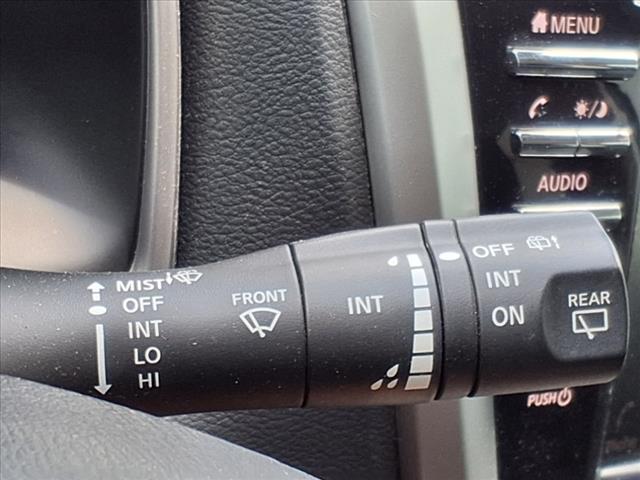 MENU
AUDIO
MIST
OFF
INT
LO
HI
FRONT
INT
OFF
INT
ON
REAR
PUSH